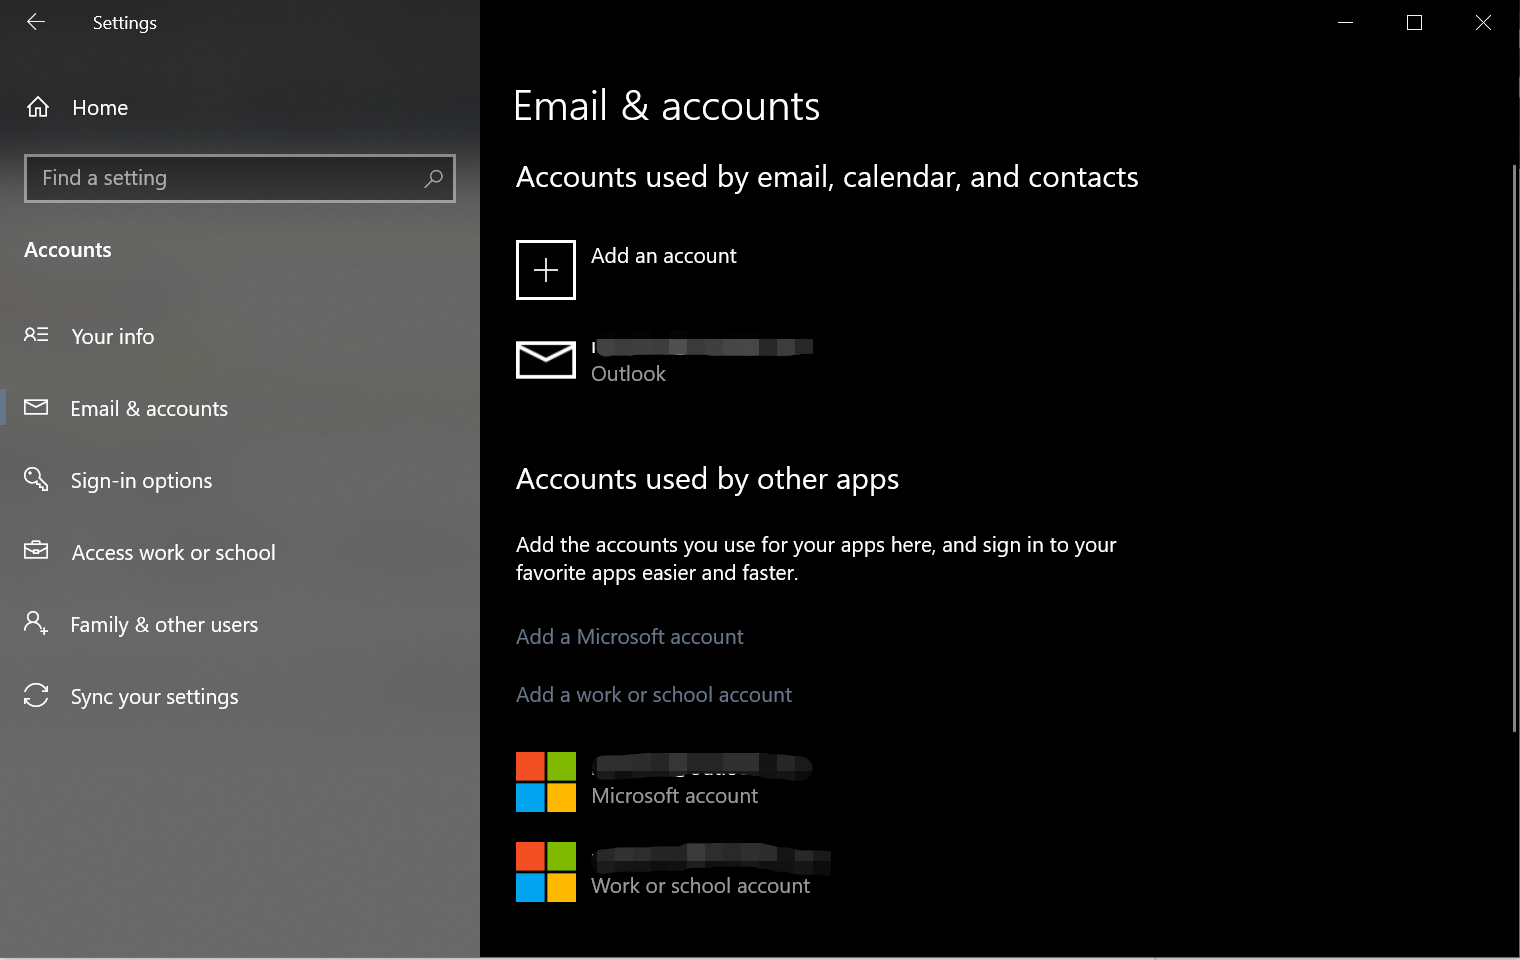 Settings
Home
Find a setting
Accounts
Your info
Email & accounts
Sign-in options
Access work or school
Family & other users
Sync your settings
Email & accounts
Accounts used by email, calendar, and contacts
Add an account
Outlook
Accounts used by other apps
Add the accounts you use for your apps here, and sign in to your
favorite apps easier and faster.
Add a Microsoft account
Add a work or school account
Microsoft account
Work or school account